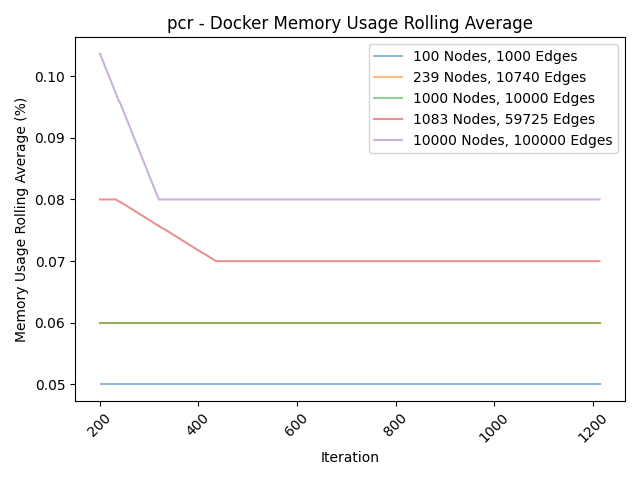 pcr - Docker Memory Usage Rolling Average
100 Nodes, 1000 Edges
239 Nodes, 10740 Edges
1000 Nodes, 10000 Edges
1083 Nodes, 59725 Edges
10000 Nodes, 100000 Edges
Memory Usage Rolling Average (%)
0.10
0.09
0.08
0.07
0.06
0.05
200
400
600
800
1000
1200
Iteration